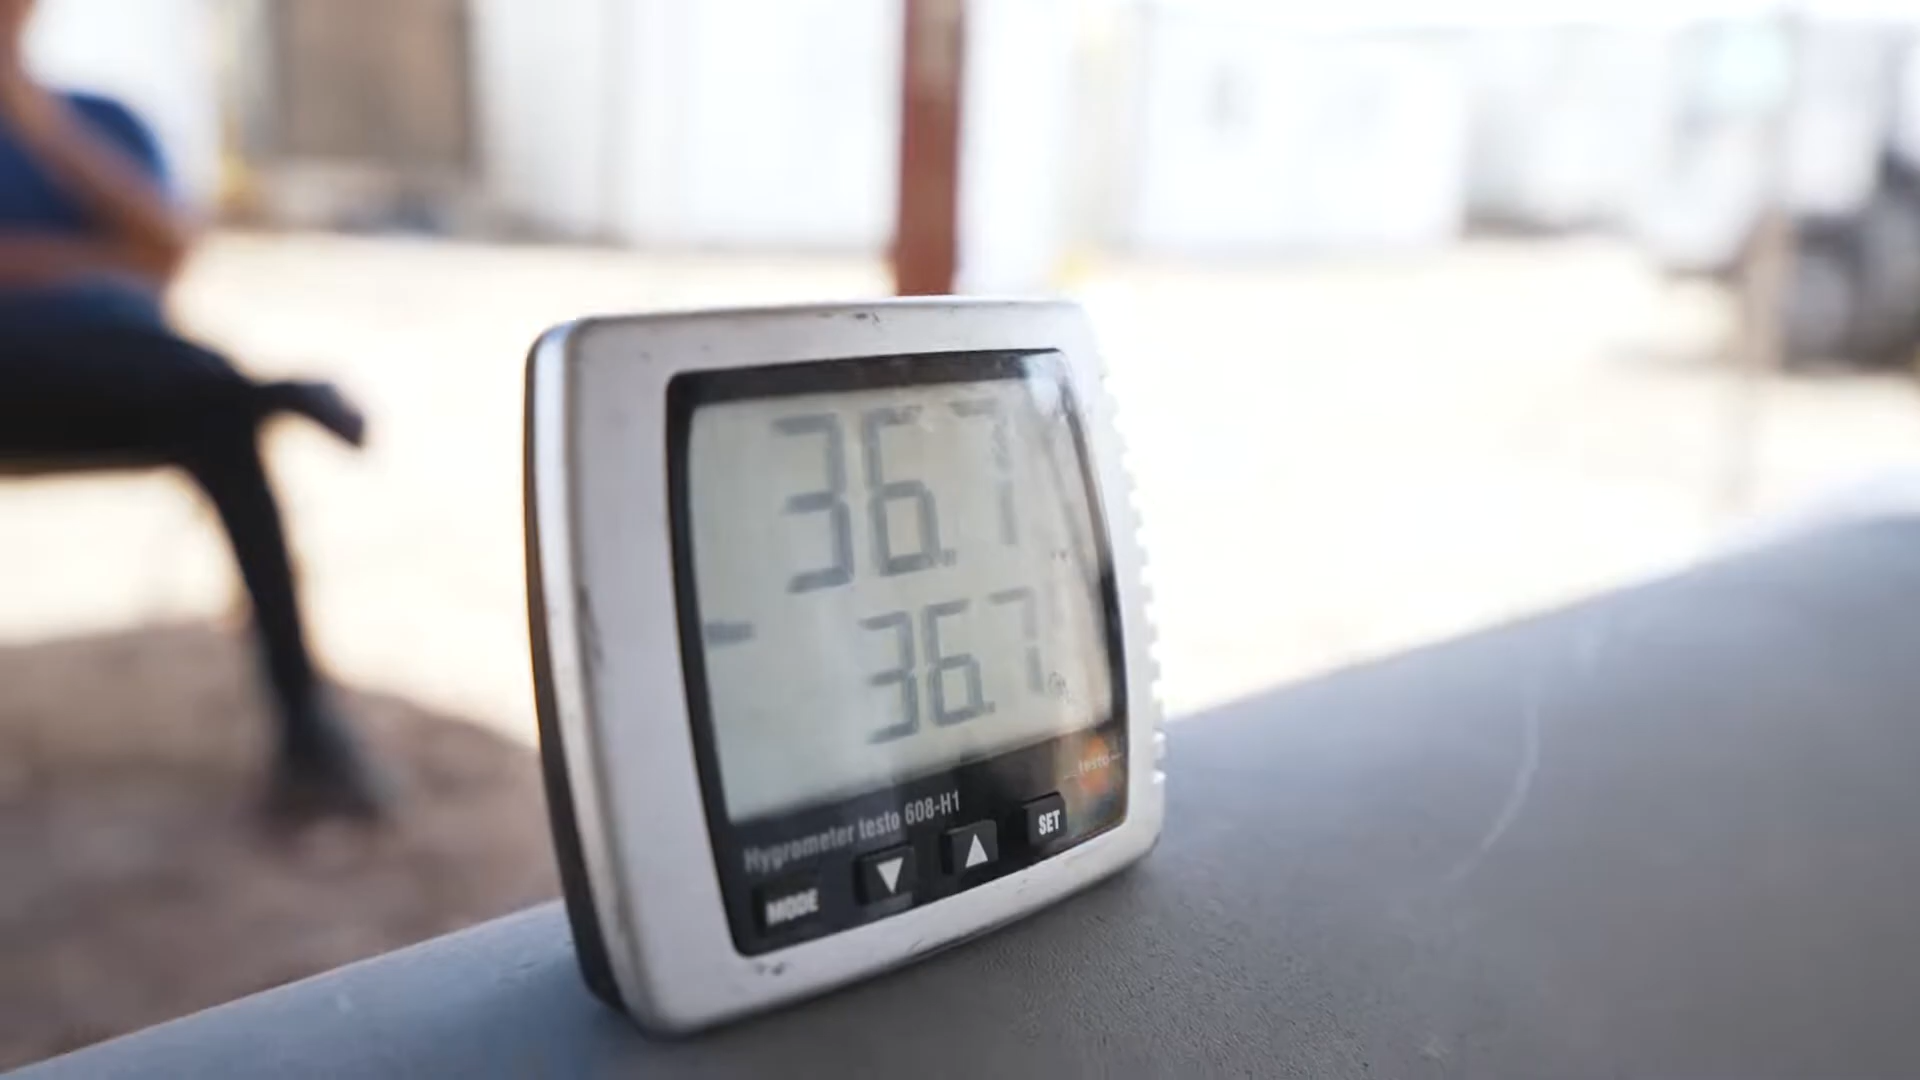 36.7
36.7
testo
Hygrometer testo 608-H1
MODE ▼ ▲ SET